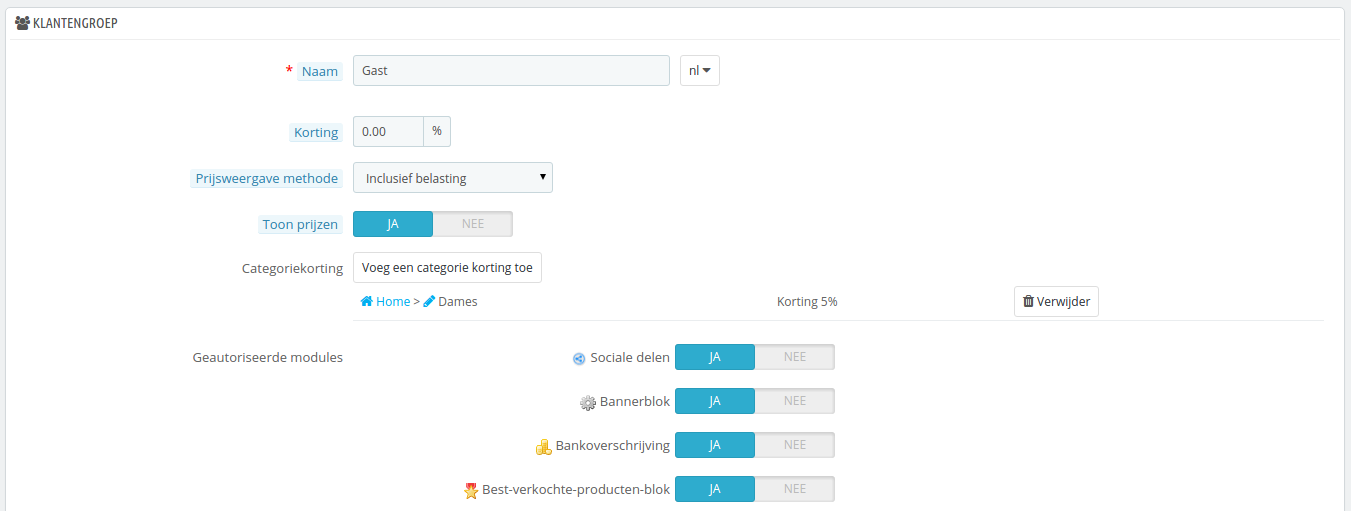 KLANTENGROEP
* Naam Gast nl
Korting 0.00 %
Prijsweergave methode Inclusief belasting
Toon prijzen JA NEE
Categoriekorting Voeg een categorie korting toe
Home > Dames Korting 5% Verwijder
Geautoriseerde modules Sociale delen JA NEE
Bannerblok JA NEE
Bankoverschrijving JA NEE
Best-verkochte-producten-blok JA NEE